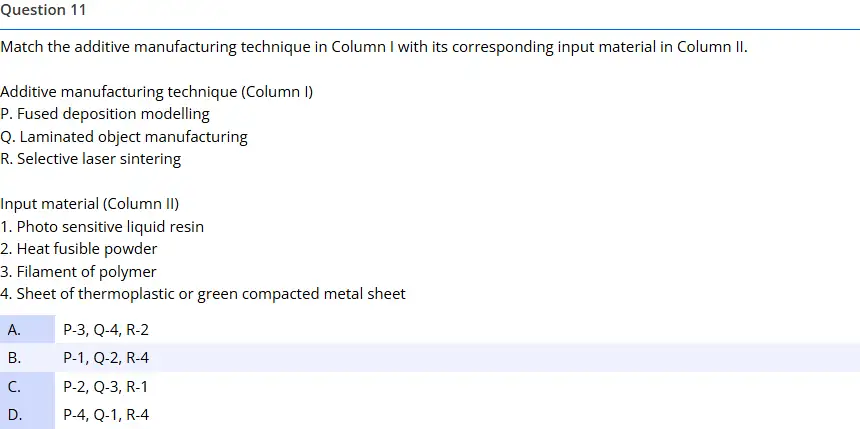 Question 11
Match the additive manufacturing technique in Column I with its corresponding input material in Column II.
Additive manufacturing technique (Column I)
P. Fused deposition modelling
Q. Laminated object manufacturing
R. Selective laser sintering
Input material (Column II)
1. Photo sensitive liquid resin
2. Heat fusible powder
3. Filament of polymer
4. Sheet of thermoplastic or green compacted metal sheet
A. P-3, Q-4, R-2
B. P-1, Q-2, R-4
C. P-2, Q-3, R-1
D. P-4, Q-1, R-4